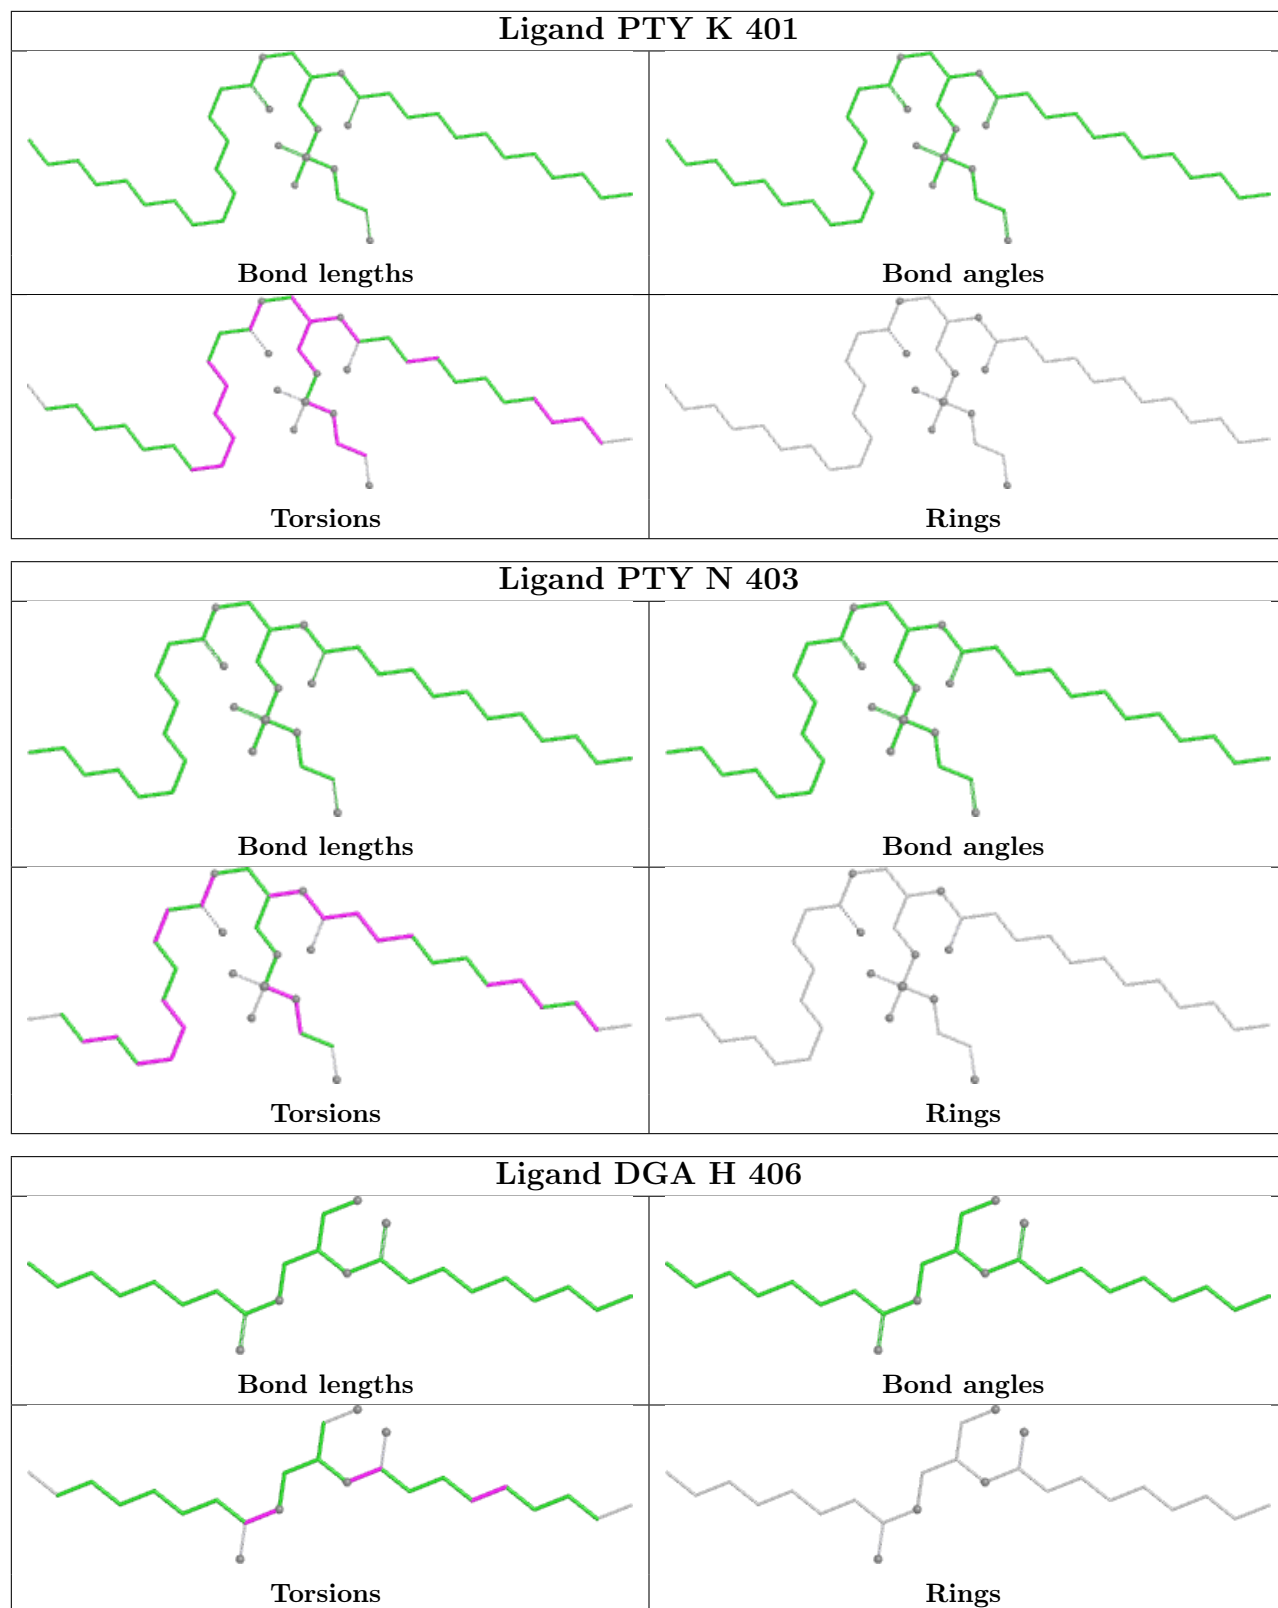 Ligand PTY K 401
Bond lengths
Bond angles
Torsions
Rings
Ligand PTY N 403
Bond lengths
Bond angles
Torsions
Rings
Ligand DGA H 406
Bond lengths
Bond angles
Torsions
Rings